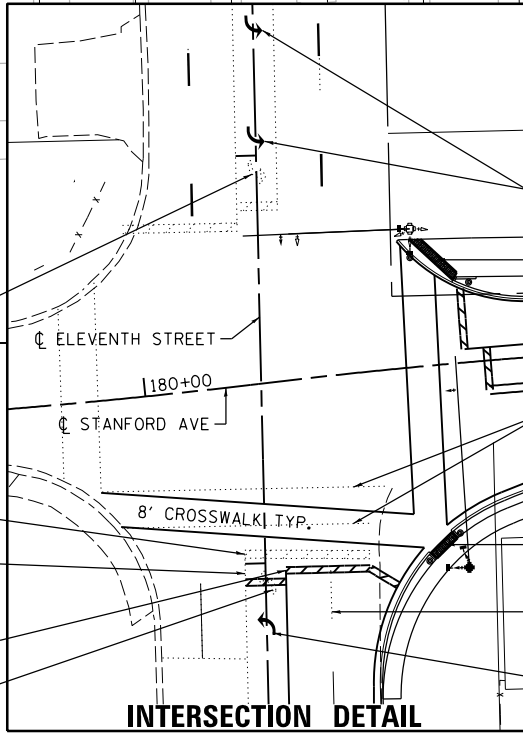 ℄ ELEVENTH STREET
180+00
℄ STANFORD AVE
8' CROSSWALK TYP.
INTERSECTION DETAIL